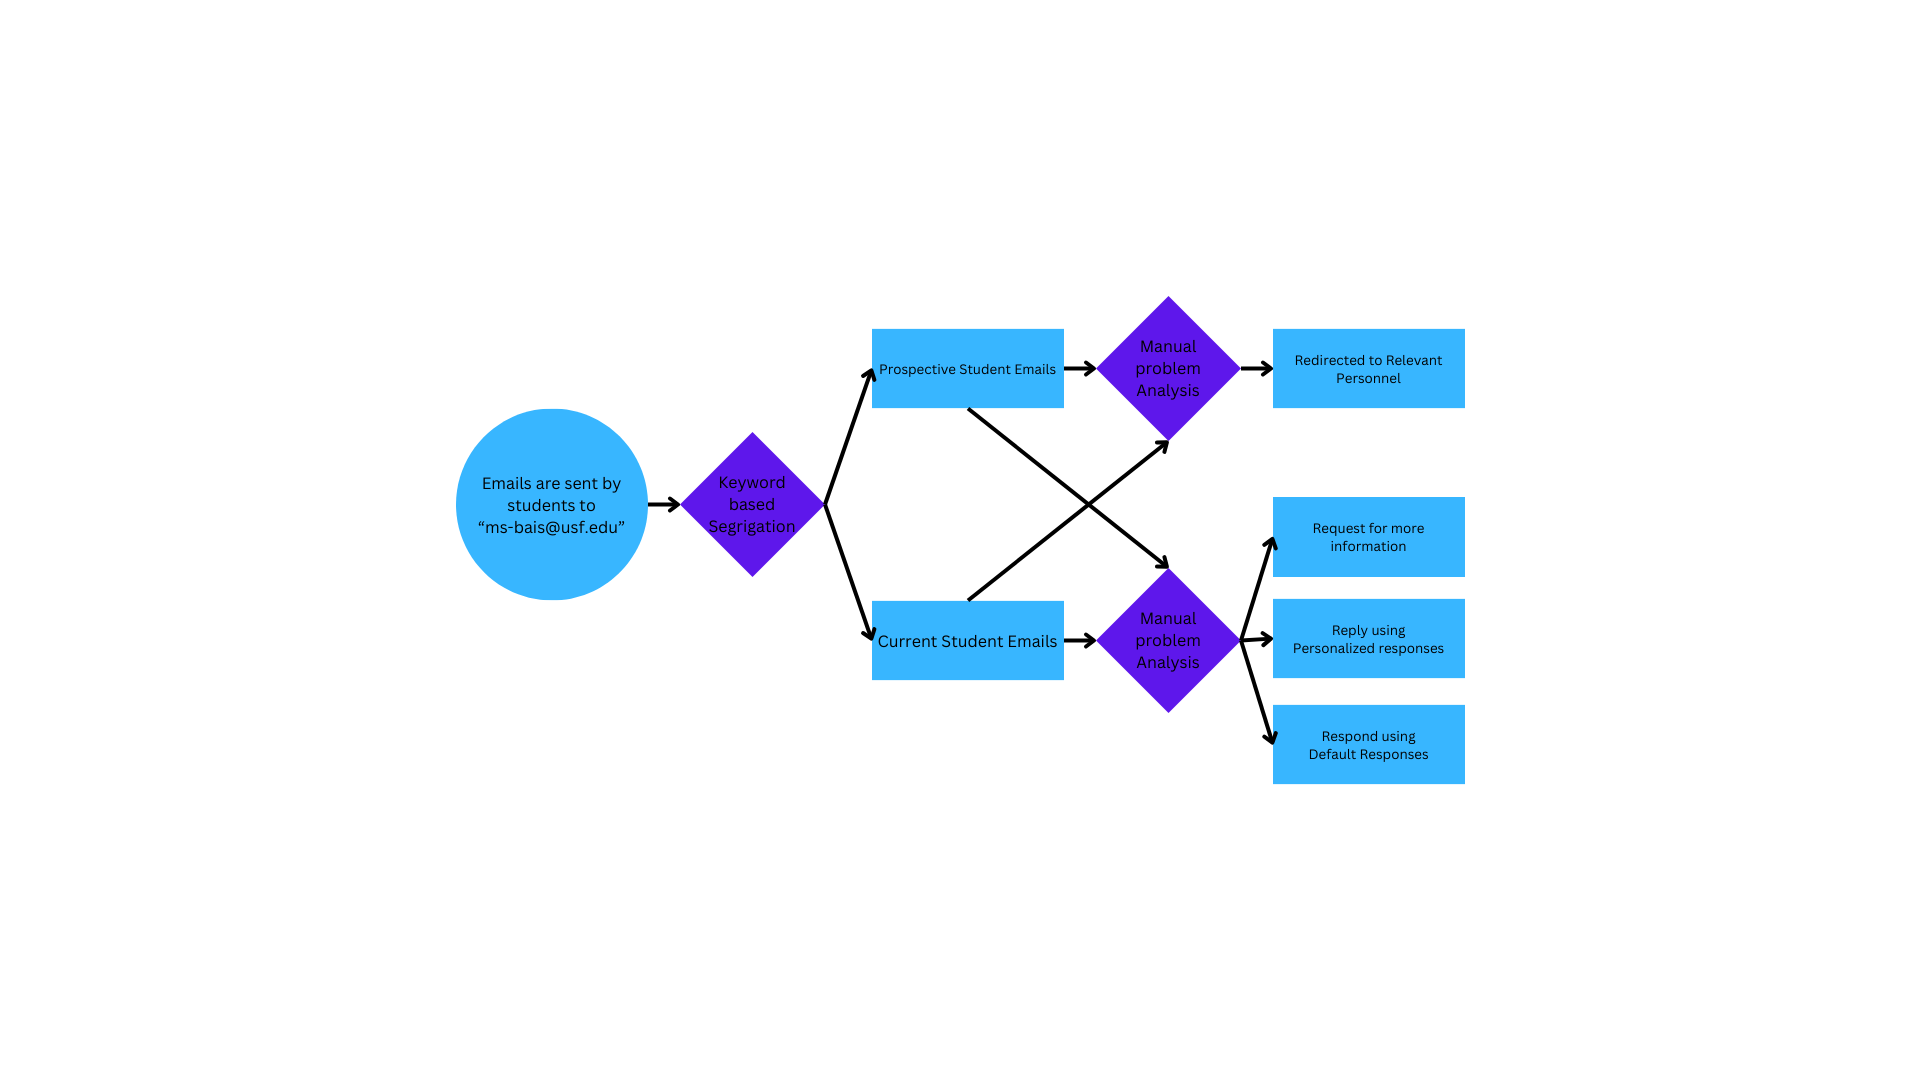 Emails are sent by
students to
“ms-bais@usf.edu”
Keyword
based
Segrigation
Prospective Student Emails
Current Student Emails
Manual
problem
Analysis
Manual
problem
Analysis
Redirected to Relevant
Personnel
Request for more
information
Reply using
Personalized responses
Respond using
Default Responses